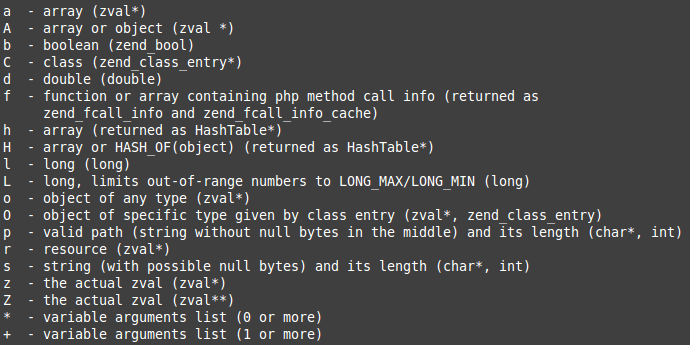 a  - array (zval*)
A  - array or object (zval *)
b  - boolean (zend_bool)
C  - class (zend_class_entry*)
d  - double (double)
f  - function or array containing php method call info (returned as
     zend_fcall_info and zend_fcall_info_cache)
h  - array (returned as HashTable*)
H  - array or HASH_OF(object) (returned as HashTable*)
l  - long (long)
L  - long, limits out-of-range numbers to LONG_MAX/LONG_MIN (long)
o  - object of any type (zval*)
O  - object of specific type given by class entry (zval*, zend_class_entry)
p  - valid path (string without null bytes in the middle) and its length (char*, int)
r  - resource (zval*)
s  - string (with possible null bytes) and its length (char*, int)
z  - the actual zval (zval*)
Z  - the actual zval (zval**)
*  - variable arguments list (0 or more)
+  - variable arguments list (1 or more)